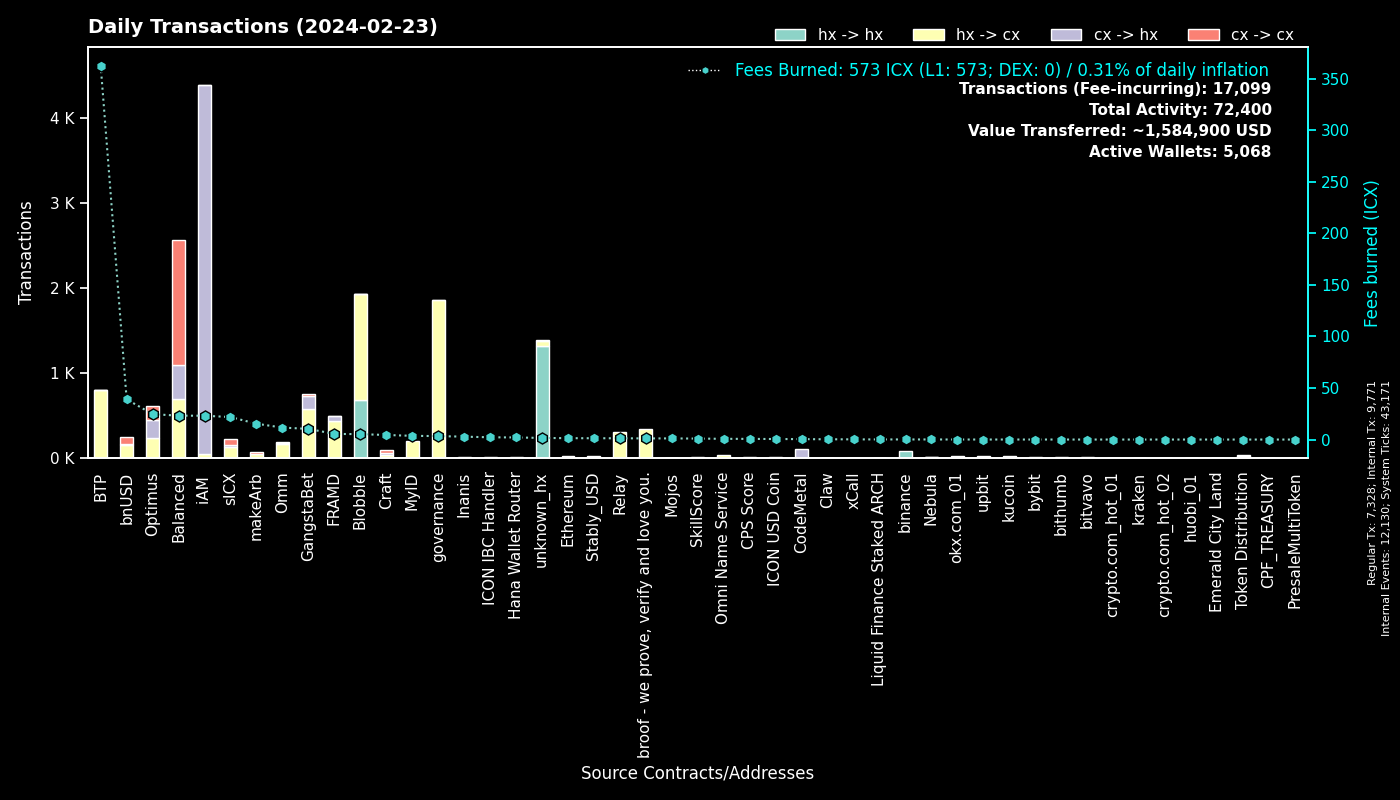 Daily Transactions (2024-02-23)
hx -> hx
hx -> cx
cx -> hx
cx -> cx
Fees Burned: 573 ICX (L1: 573; DEX: 0) / 0.31% of daily inflation
Transactions (Fee-incurring): 17,099
Total Activity: 72,400
Value Transferred: ~1,584,900 USD
Active Wallets: 5,068
Transactions
4 K
3 K
2 K
1 K
0 K
350
300
250
200
150
100
50
0
Fees burned (ICX)
BTP
bnUSD
Optimus
Balanced
iAM
sICX
makeArb
Omm
GangstaBet
FRAMD
Blobble
Craft
MyID
governance
Inanis
ICON IBC Handler
Hana Wallet Router
unknown_hx
Ethereum
Stably_USD
Relay
broof - we prove, verify and love you.
Mojos
SkillScore
Omni Name Service
CPS Score
ICON USD Coin
CodeMetal
Claw
xCall
Liquid Finance Staked ARCH
binance
Nebula
okx.com_01
upbit
kucoin
bybit
bithumb
bitvavo
crypto.com_hot_01
kraken
crypto.com_hot_02
huobi_01
Emerald City Land
Token Distribution
CPF_TREASURY
PresaleMultiToken
Source Contracts/Addresses
Regular Tx: 7,328; Internal Tx: 9,771
Internal Events: 12,130; System Ticks: 43,171